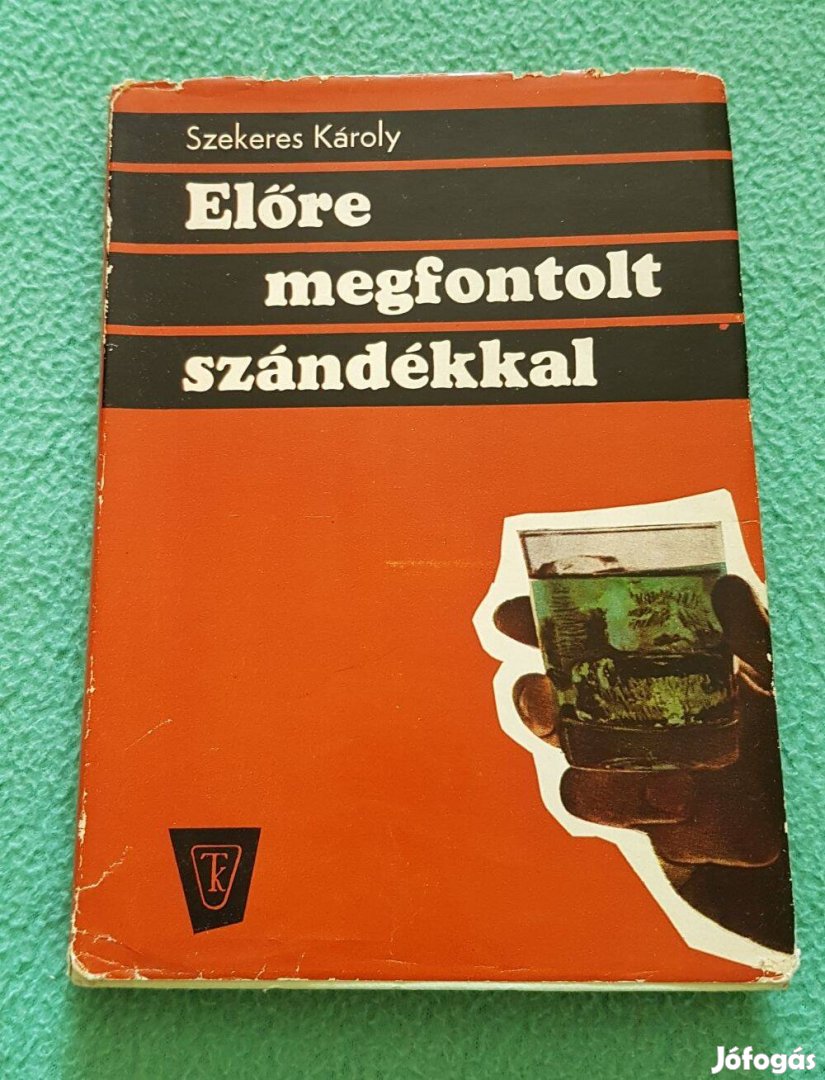 Szekeres Károly
Előre
megfontolt
szándékkal
TK
Jófogás